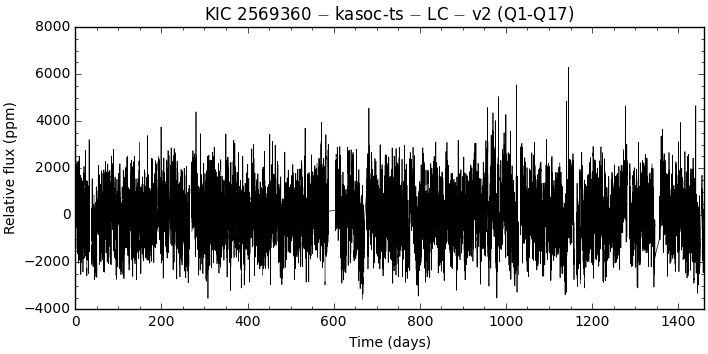 KIC 2569360 − kasoc-ts − LC − v2 (Q1-Q17)
Relative flux (ppm)
8000
6000
4000
2000
0
−2000
−4000
0 200 400 600 800 1000 1200 1400
Time (days)